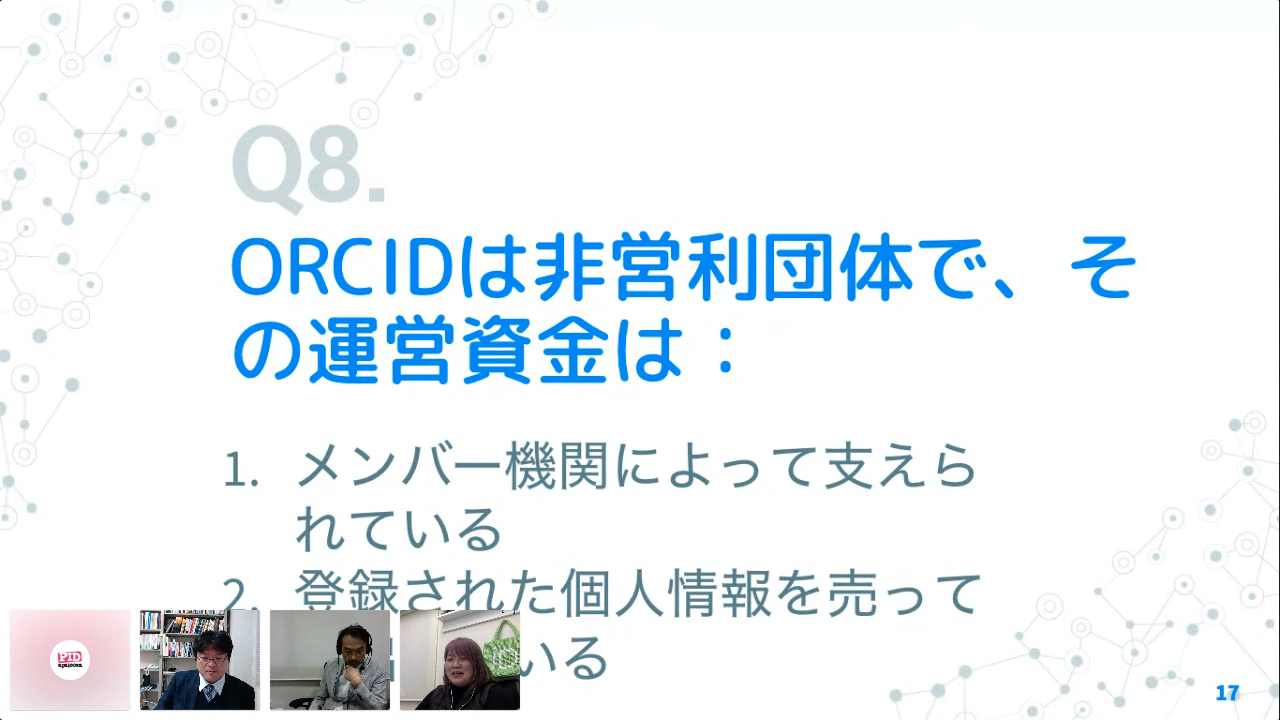 Q8.
ORCIDは非営利団体で、そ
の運営資金は：
1. メンバー機関によって支えら
れている
2. 登録された個人情報を売って
いる
PID
apalooza
17